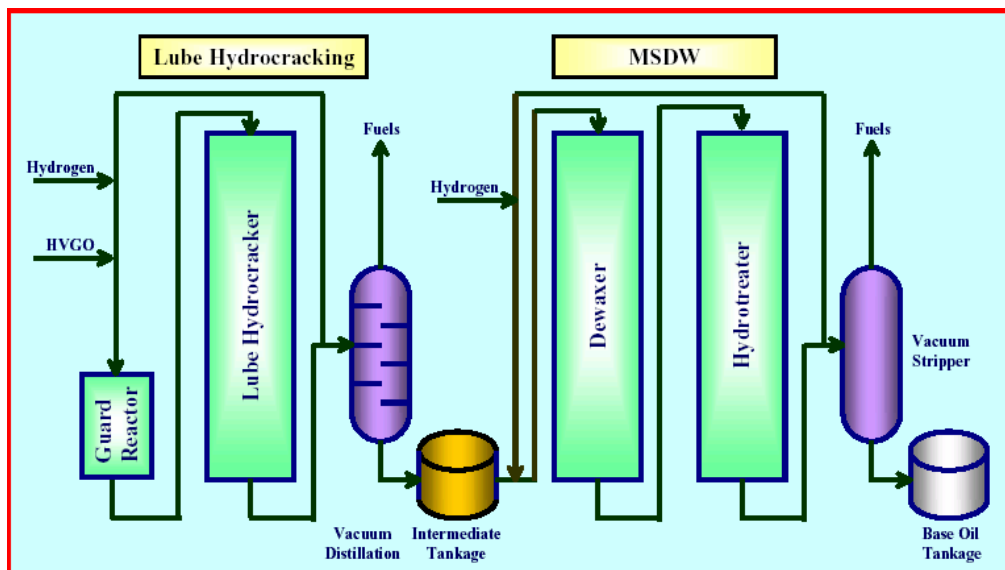 Lube Hydrocracking
MSDW
Fuels
Fuels
Hydrogen
Hydrogen
HVGO
Lube Hydrocracker
Dewaxer
Hydrotreater
Vacuum
Stripper
Guard
Reactor
Vacuum
Distillation
Intermediate
Tankage
Base Oil
Tankage